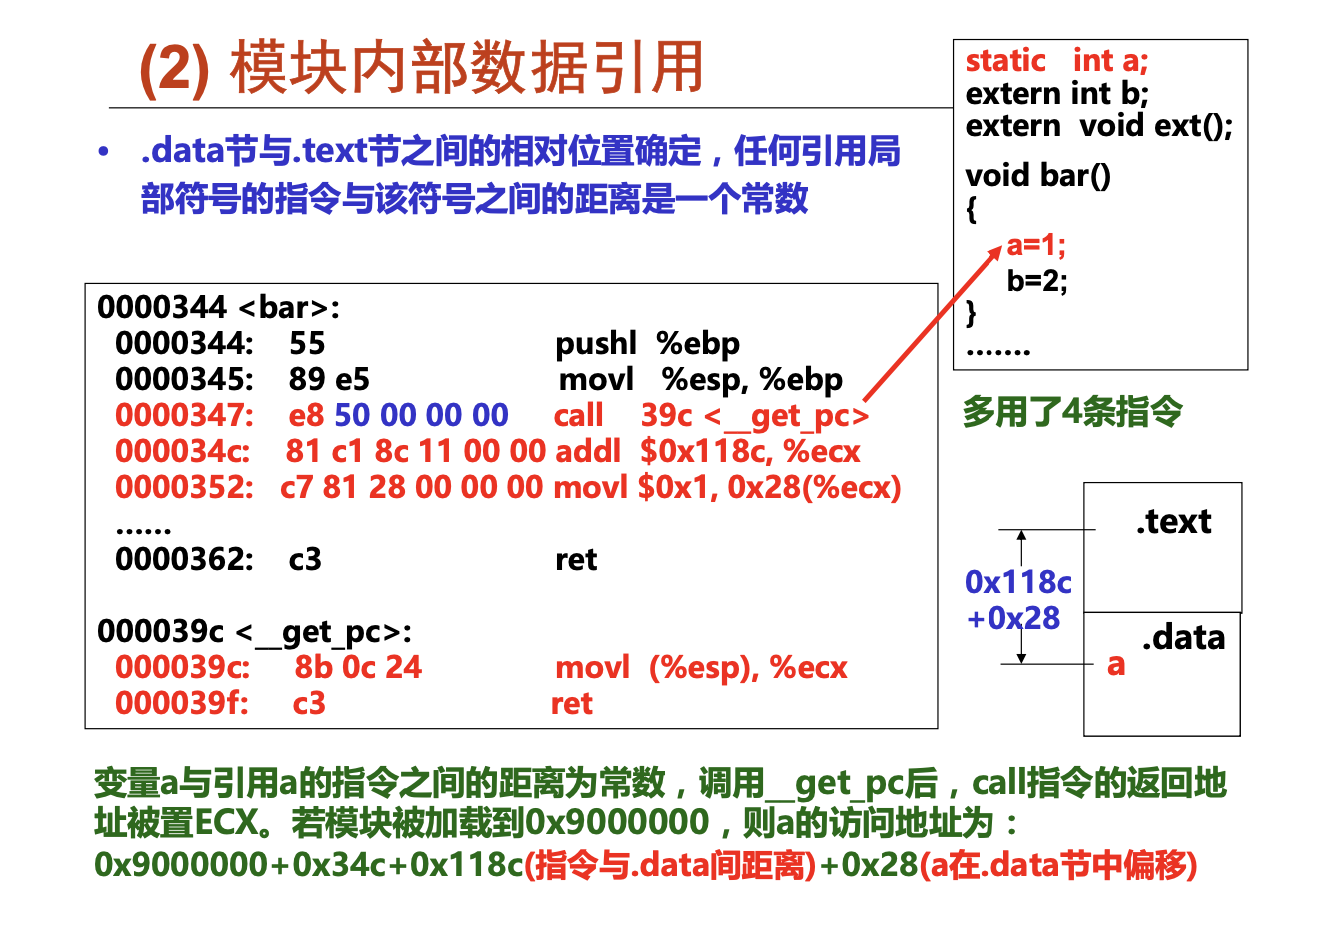 (2) 模块内部数据引用
• .data节与.text节之间的相对位置确定，任何引用局
部符号的指令与该符号之间的距离是一个常数
static int a;
extern int b;
extern void ext();
void bar()
{
a=1;
b=2;
}
.......
多用了4条指令
0000344 <bar>:
0000344: 55 pushl %ebp
0000345: 89 e5 movl %esp, %ebp
0000347: e8 50 00 00 00 call 39c <__get_pc>
000034c: 81 c1 8c 11 00 00 addl $0x118c, %ecx
0000352: c7 81 28 00 00 00 movl $0x1, 0x28(%ecx)
......
0000362: c3 ret
000039c <__get_pc>:
000039c: 8b 0c 24 movl (%esp), %ecx
000039f: c3 ret
.text
0x118c
+0x28
.data
a
变量a与引用a的指令之间的距离为常数，调用__get_pc后，call指令的返回地
址被置ECX。若模块被加载到0x9000000，则a的访问地址为：
0x9000000+0x34c+0x118c(指令与.data间距离)+0x28(a在.data节中偏移)